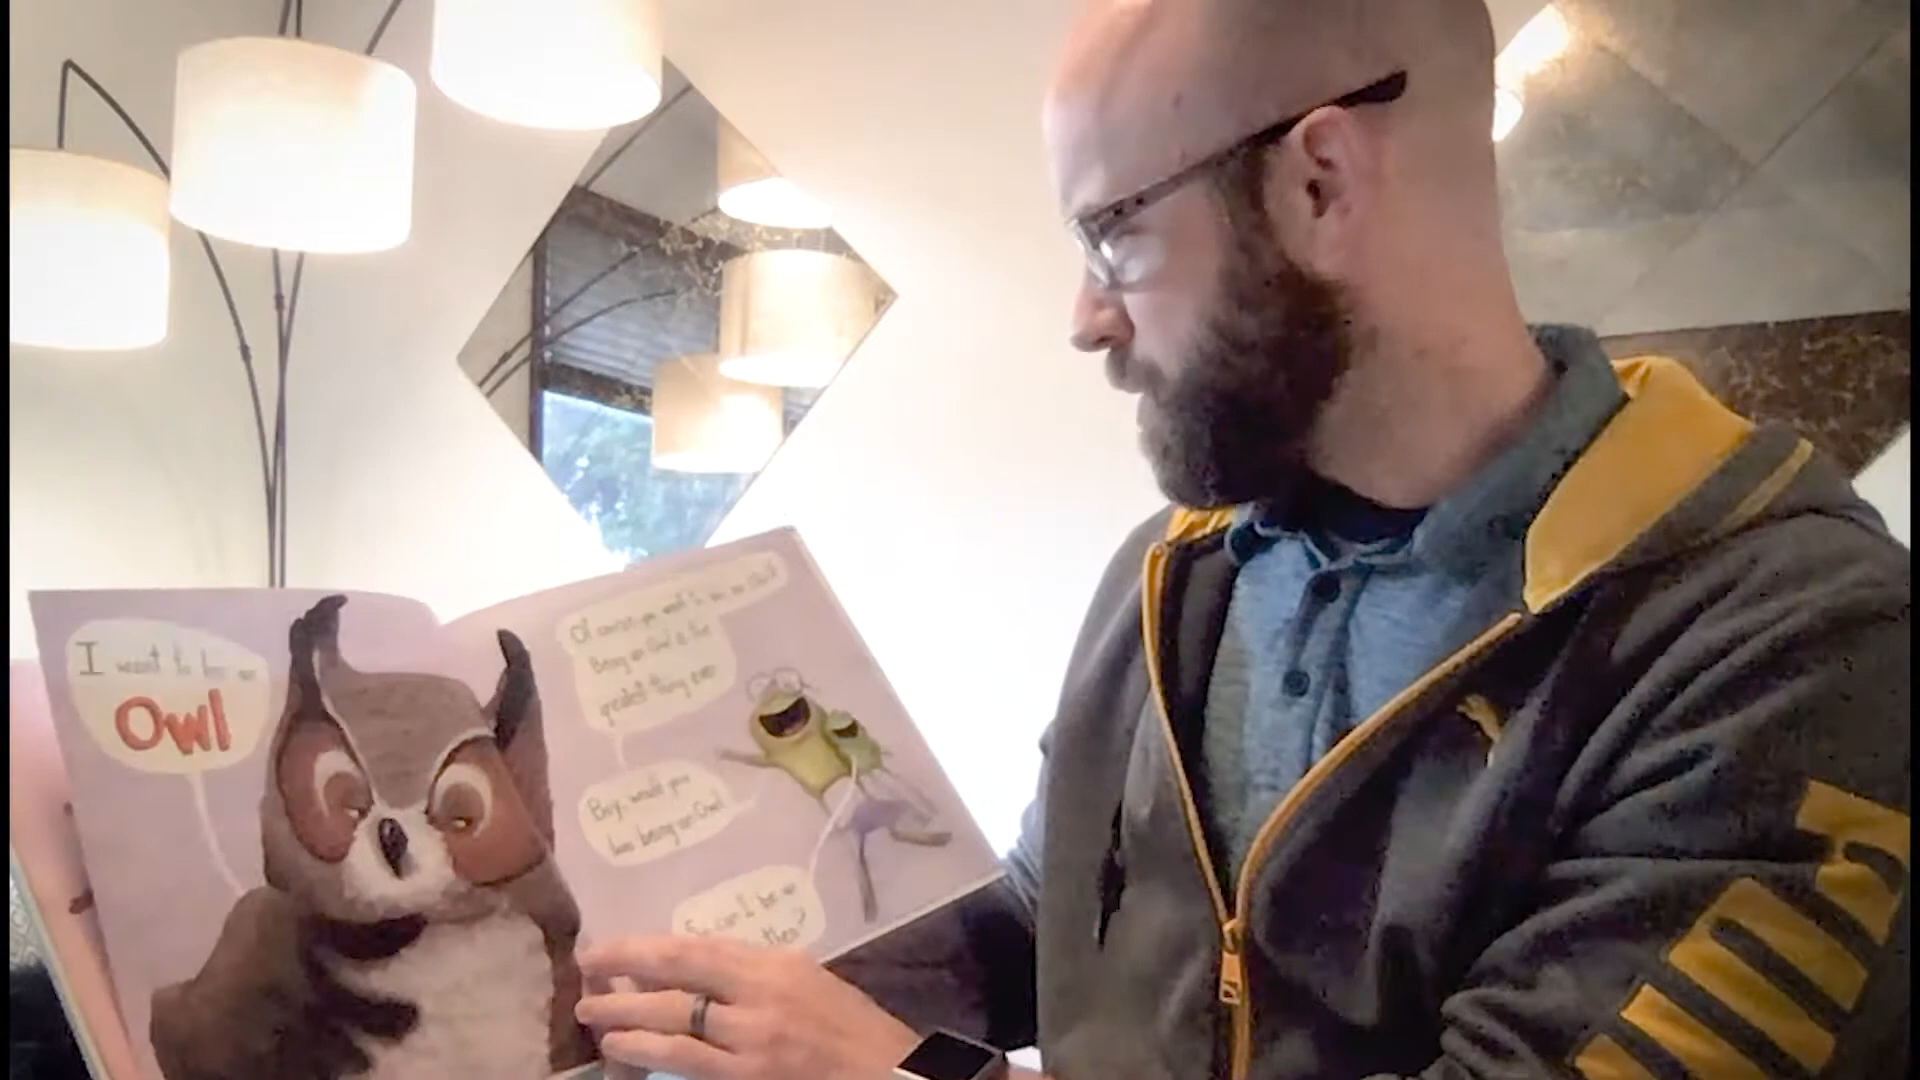 I want to be an
Owl
Of course you want to be an Owl!
Being an Owl is the
greatest thing ever
Boy, would you
love being an Owl
So can I be an
then?